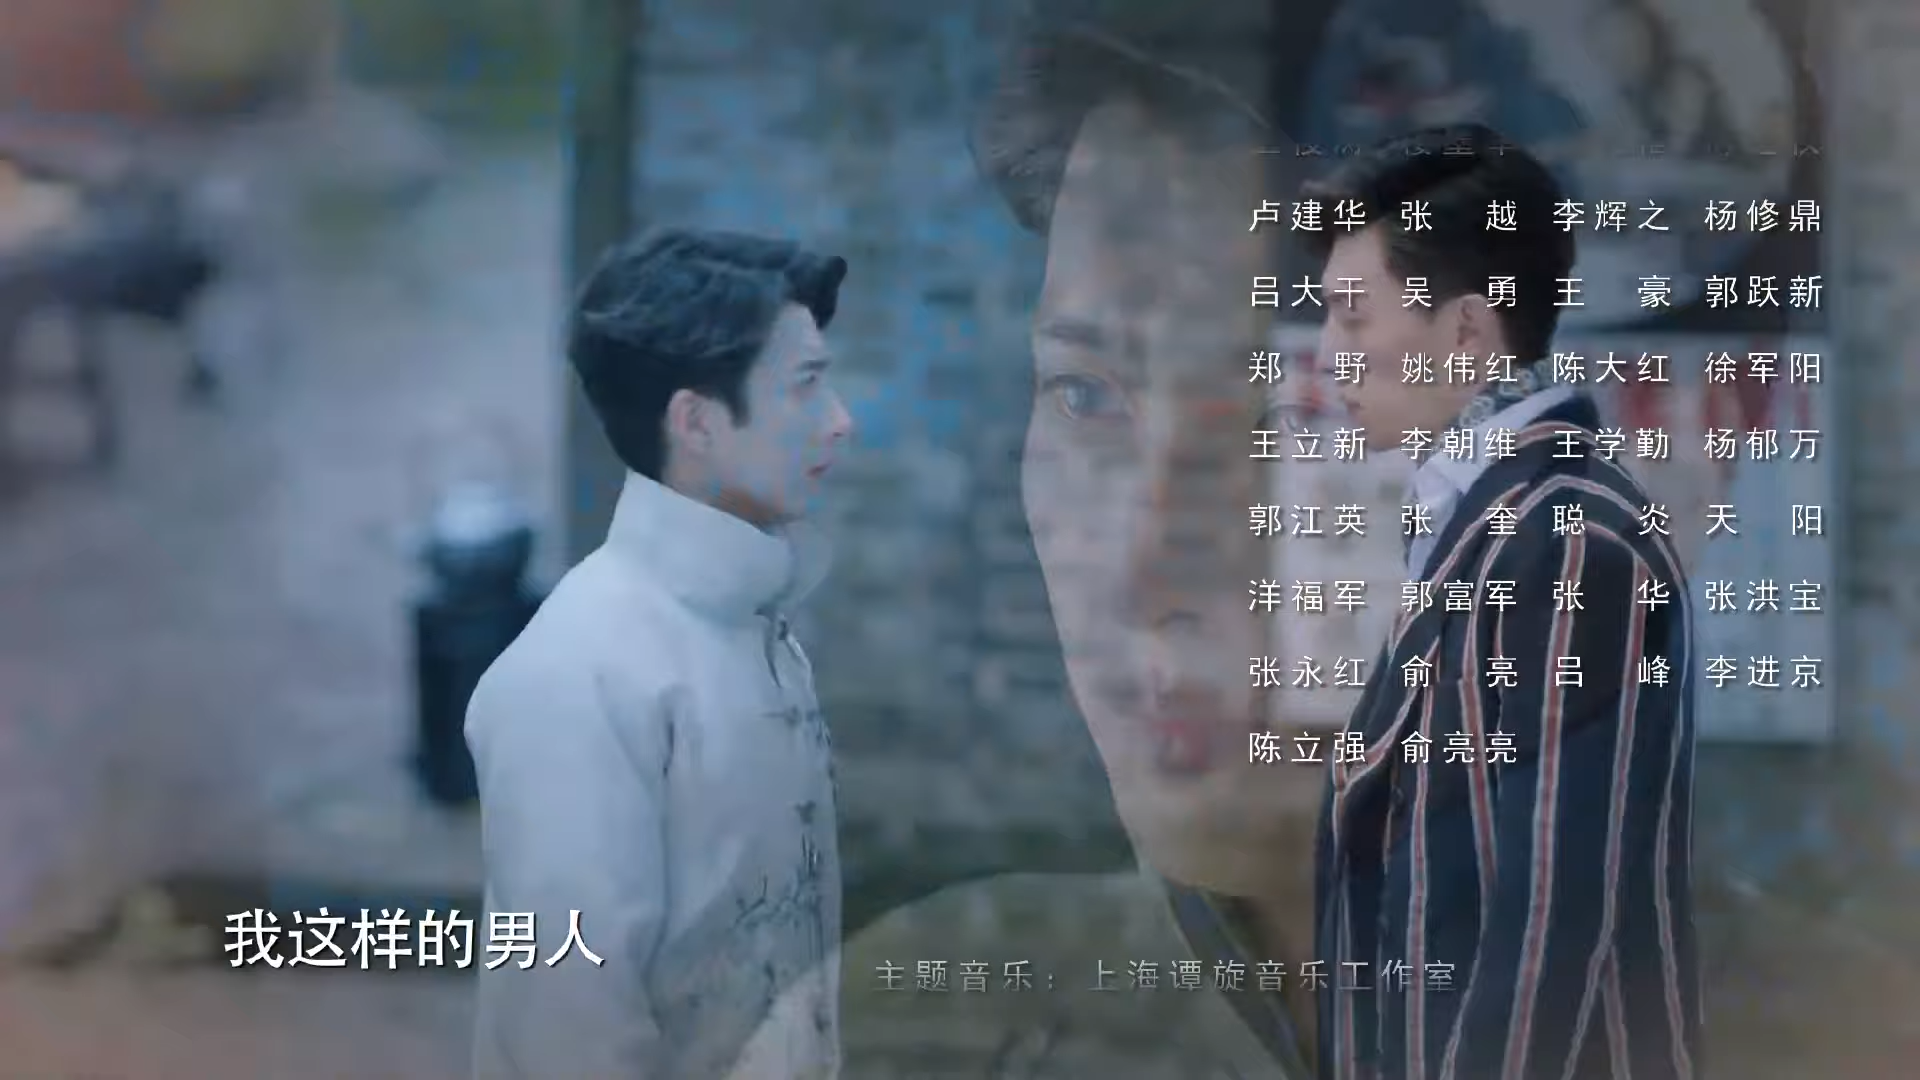 卢建华 张越 李辉之 杨修鼎
吕大干 吴勇 王豪 郭跃新
郑野 姚伟红 陈大红 徐军阳
王立新 李朝维 王学勤 杨郁万
郭江英 张奎 聪炎 天阳
洋福军 郭富军 张华 张洪宝
张永红 俞亮 吕峰 李进京
陈立强 俞亮亮
我这样的男人
主题音乐：上海谭旋音乐工作室